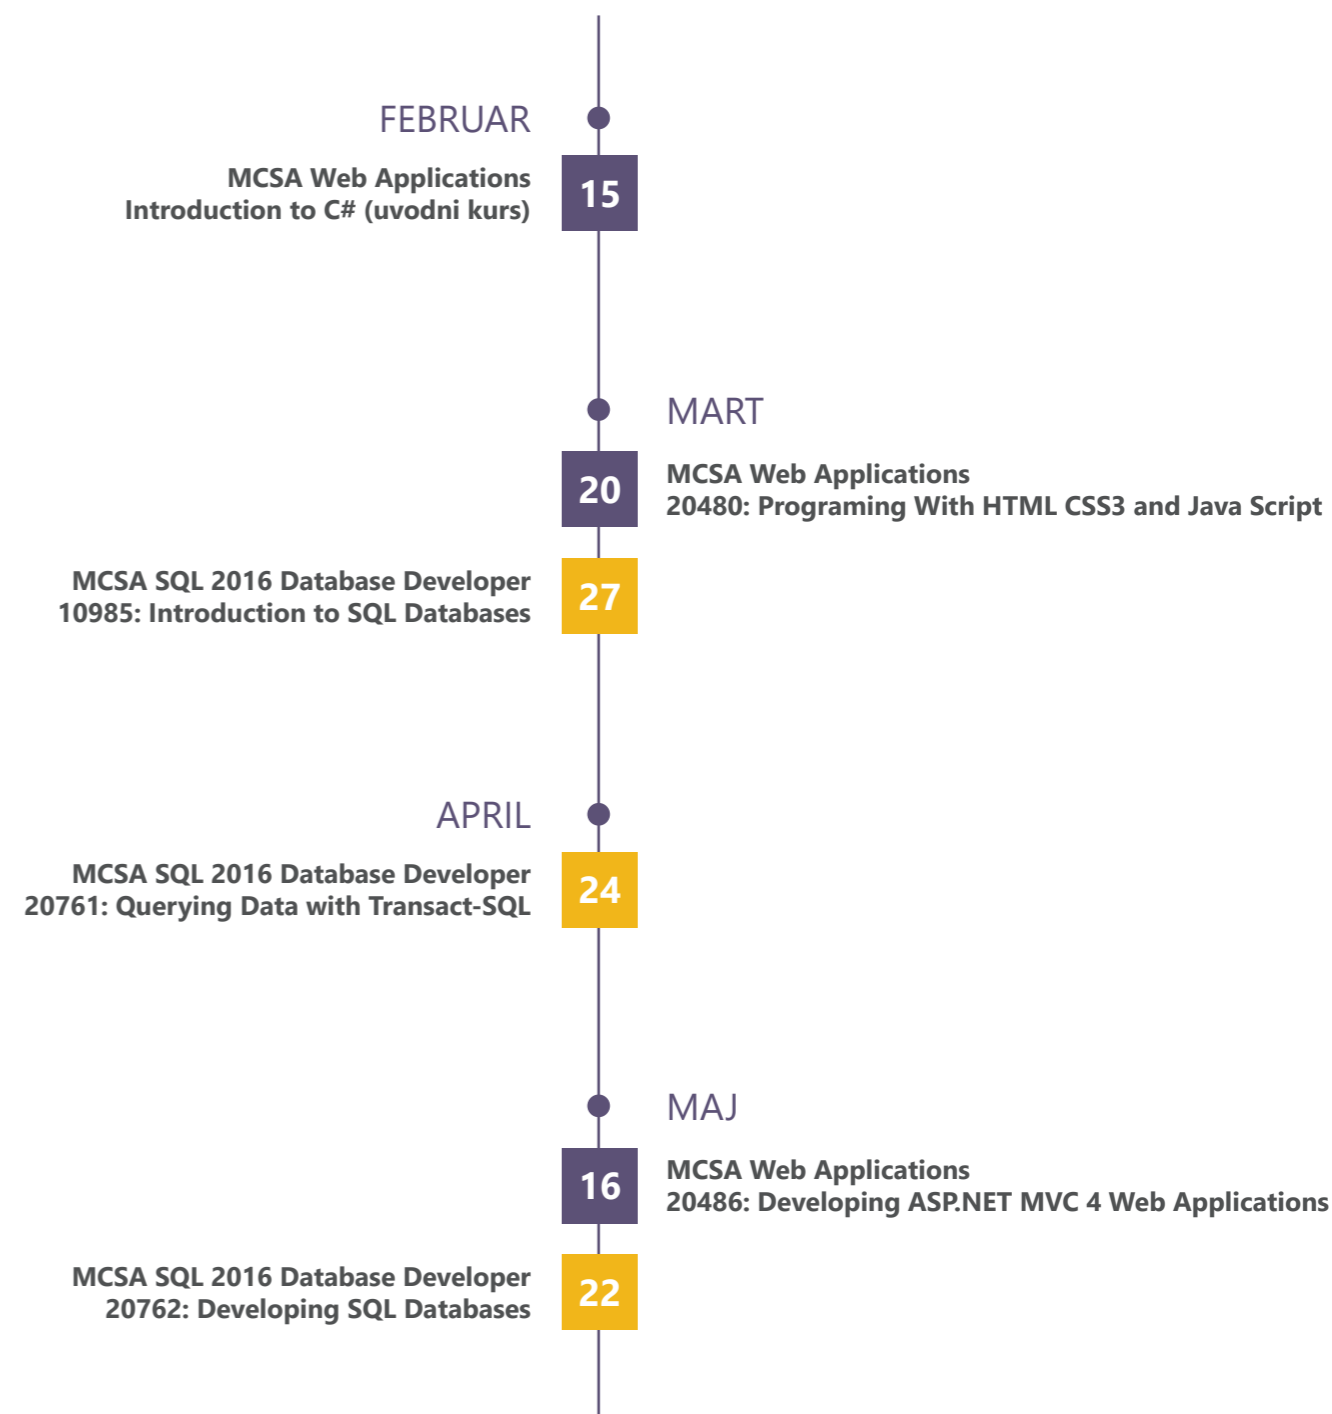 FEBRUAR
MCSA Web Applications
Introduction to C# (uvodni kurs)
15
MART
20
MCSA Web Applications
20480: Programing With HTML CSS3 and Java Script
MCSA SQL 2016 Database Developer
10985: Introduction to SQL Databases
27
APRIL
MCSA SQL 2016 Database Developer
20761: Querying Data with Transact-SQL
24
MAJ
16
MCSA Web Applications
20486: Developing ASP.NET MVC 4 Web Applications
MCSA SQL 2016 Database Developer
20762: Developing SQL Databases
22